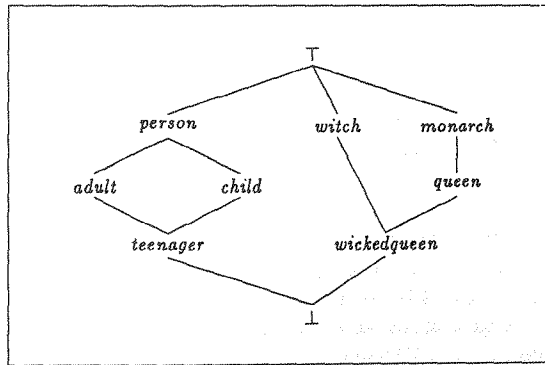 ⊤
person witch monarch
adult child queen
teenager wickedqueen
⊥